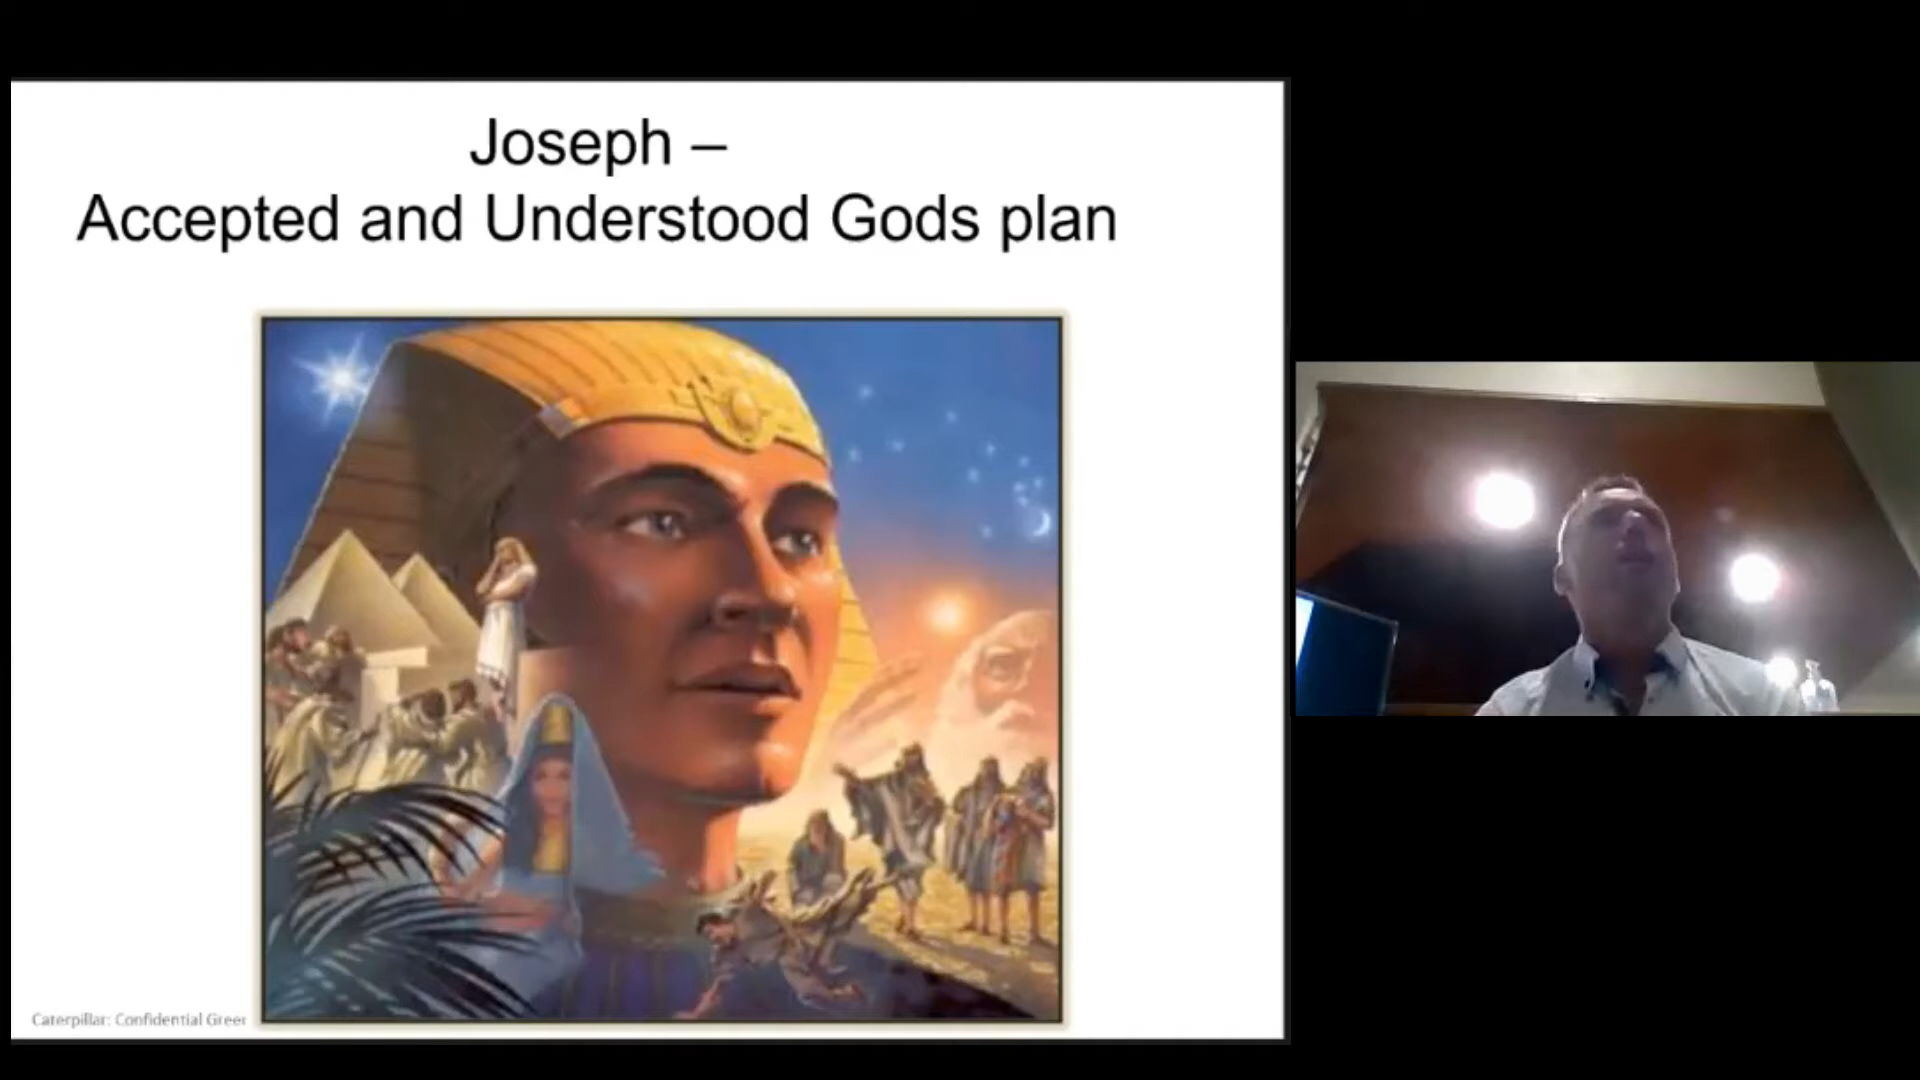 Joseph –
Accepted and Understood Gods plan
Caterpillar: Confidential Green